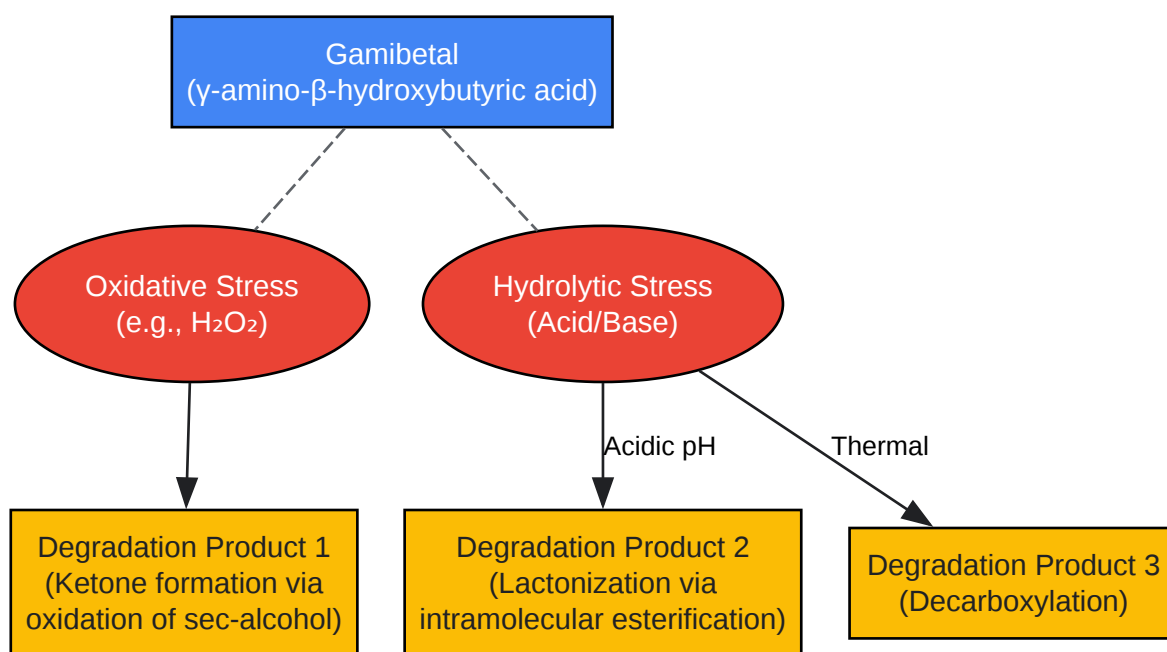 Gamibetal
(γ-amino-β-hydroxybutyric acid)
Oxidative Stress
(e.g., H₂O₂)
Hydrolytic Stress
(Acid/Base)
Acidic pH
Thermal
Degradation Product 1
(Ketone formation via
oxidation of sec-alcohol)
Degradation Product 2
(Lactonization via
intramolecular esterification)
Degradation Product 3
(Decarboxylation)